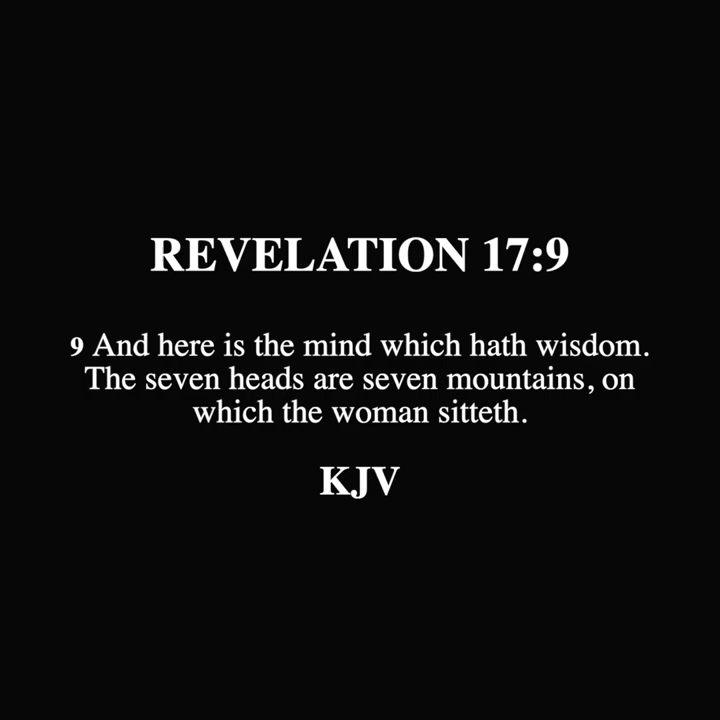 REVELATION 17:9
9 And here is the mind which hath wisdom.
The seven heads are seven mountains, on
which the woman sitteth.
KJV